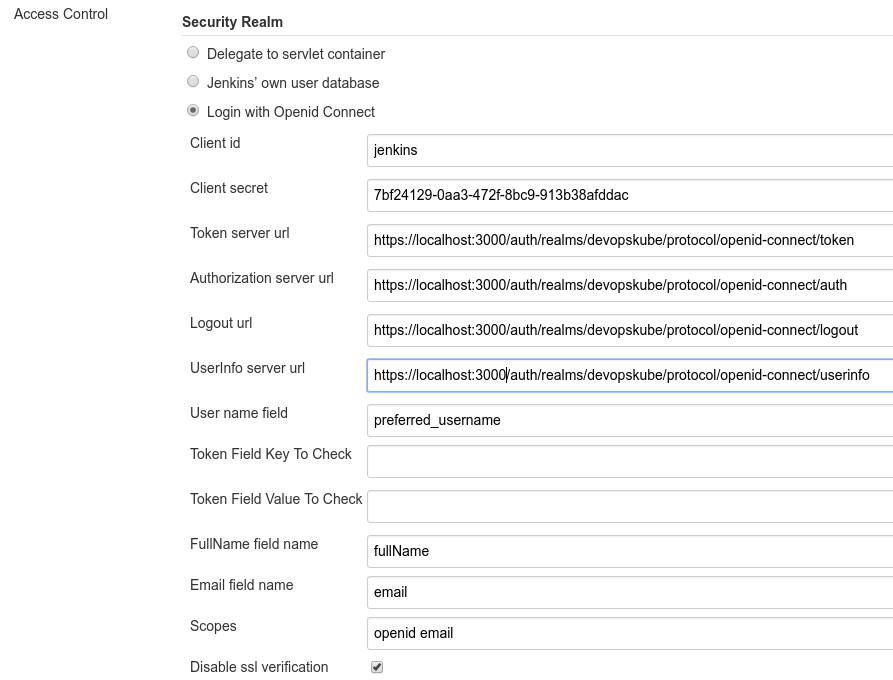 Access Control
Security Realm
Delegate to servlet container
Jenkins' own user database
Login with Openid Connect
Client id
jenkins
Client secret
7bf24129-0aa3-472f-8bc9-913b38afddac
Token server url
https://localhost:3000/auth/realms/devopskube/protocol/openid-connect/token
Authorization server url
https://localhost:3000/auth/realms/devopskube/protocol/openid-connect/auth
Logout url
https://localhost:3000/auth/realms/devopskube/protocol/openid-connect/logout
UserInfo server url
https://localhost:3000/auth/realms/devopskube/protocol/openid-connect/userinfo
User name field
preferred_username
Token Field Key To Check
Token Field Value To Check
FullName field name
fullName
Email field name
email
Scopes
openid email
Disable ssl verification